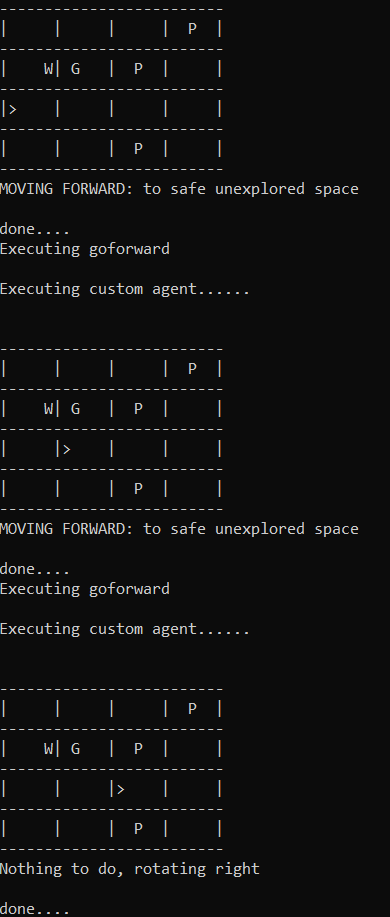 -------------------------
|     |     |     |  P  |
-------------------------
|    W| G   |  P  |     |
-------------------------
|>    |     |     |     |
-------------------------
|     |     |  P  |     |
-------------------------
MOVING FORWARD: to safe unexplored space
done....
Executing goforward
Executing custom agent......
-------------------------
|     |     |     |  P  |
-------------------------
|    W| G   |  P  |     |
-------------------------
|     |>    |     |     |
-------------------------
|     |     |  P  |     |
-------------------------
MOVING FORWARD: to safe unexplored space
done....
Executing goforward
Executing custom agent......
-------------------------
|     |     |     |  P  |
-------------------------
|    W| G   |  P  |     |
-------------------------
|     |     |>    |     |
-------------------------
|     |     |  P  |     |
-------------------------
Nothing to do, rotating right
done....